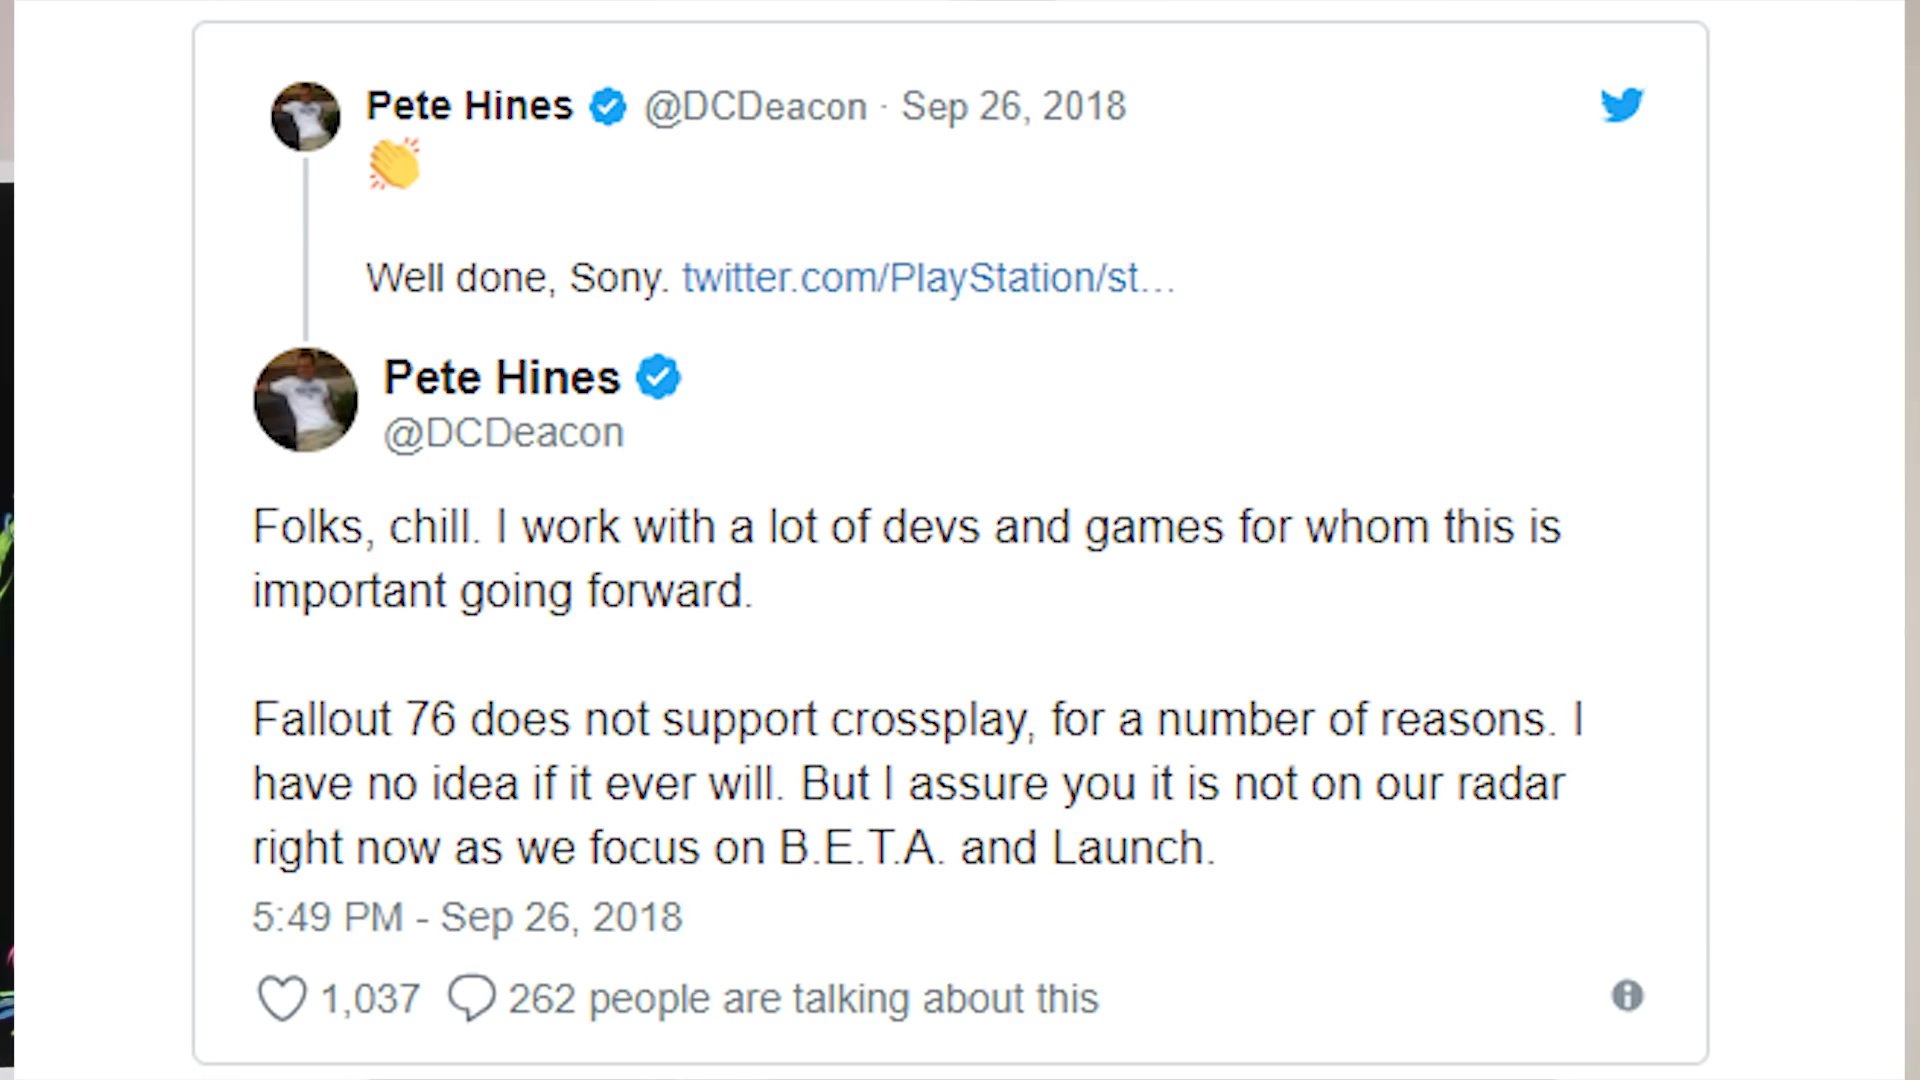 Pete Hines @DCDeacon · Sep 26, 2018
👏
Well done, Sony. twitter.com/PlayStation/st...
Pete Hines
@DCDeacon
Folks, chill. I work with a lot of devs and games for whom this is
important going forward.
Fallout 76 does not support crossplay, for a number of reasons. I
have no idea if it ever will. But I assure you it is not on our radar
right now as we focus on B.E.T.A. and Launch.
5:49 PM - Sep 26, 2018
1,037 262 people are talking about this